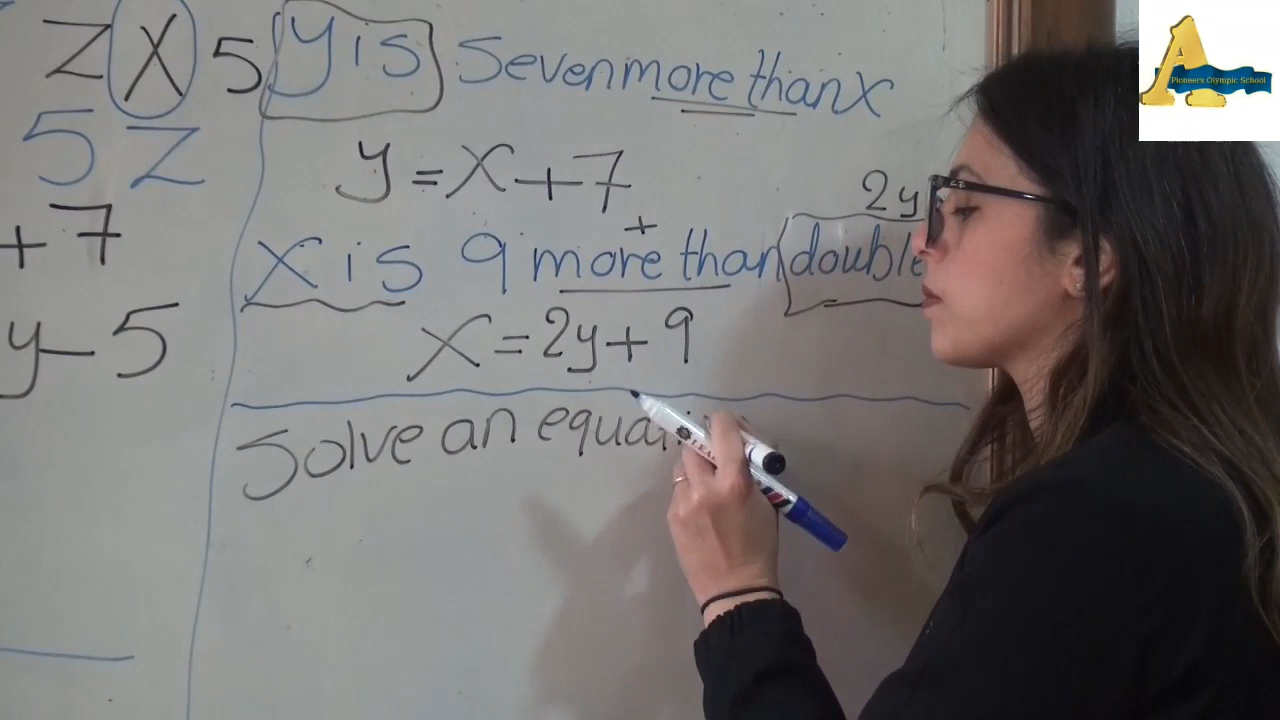 Z X 5
5 Z
+ 7
y - 5
y is seven more than x
y = x + 7
2y
+
x is 9 more than double
x = 2y + 9
Solve an
A
Pioneers Olympic School